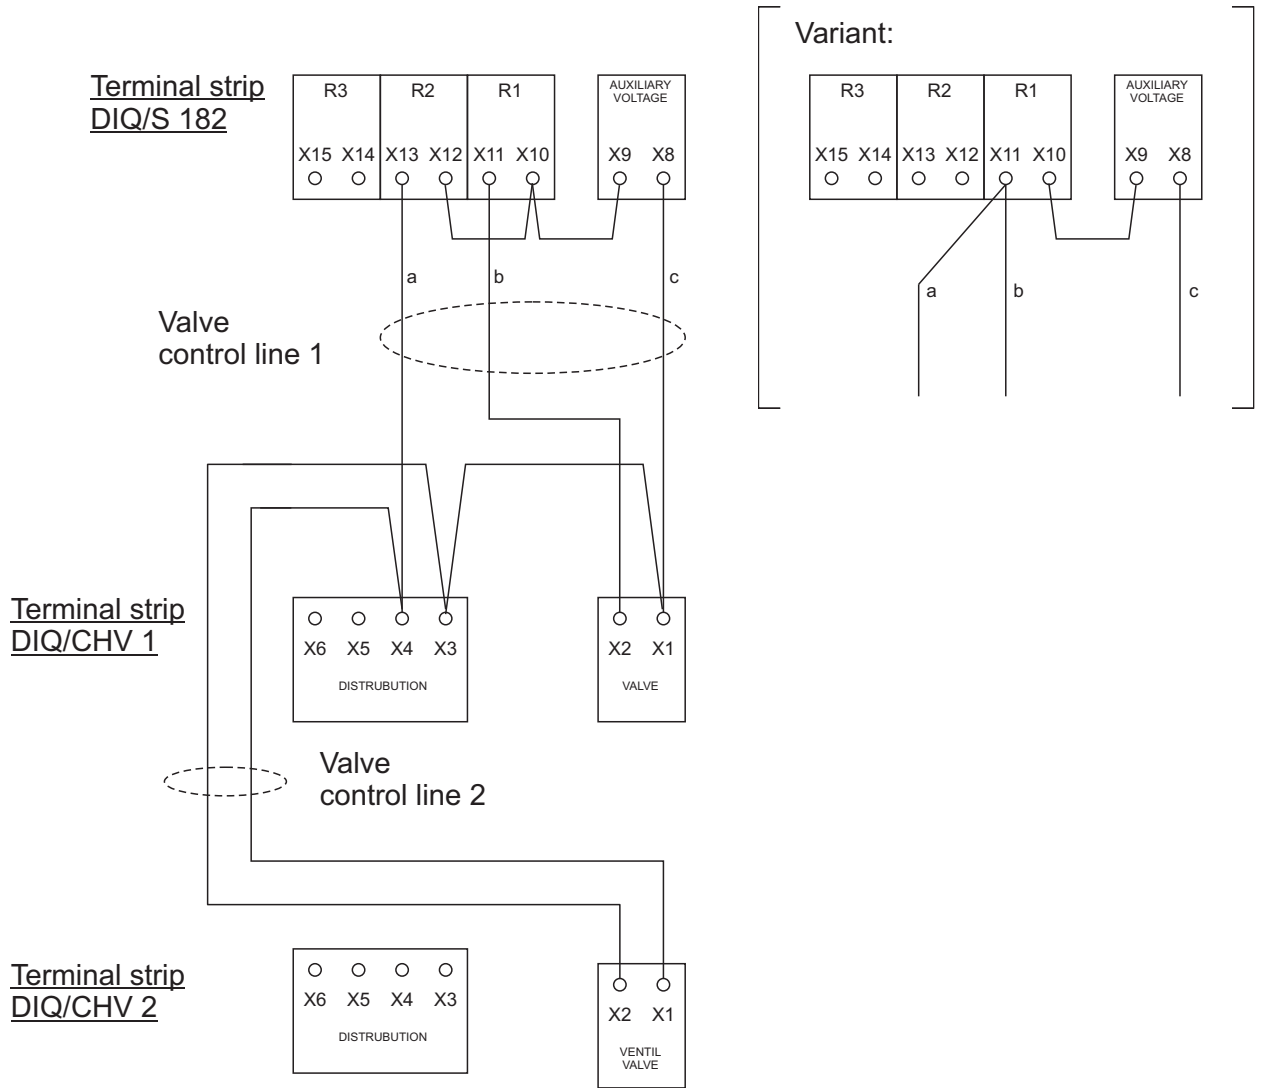 Variant:
Terminal strip
DIQ/S 182
R3 R2 R1
AUXILIARY
VOLTAGE
X15 X14 X13 X12 X11 X10 X9 X8
R3 R2 R1
AUXILIARY
VOLTAGE
X15 X14 X13 X12 X11 X10 X9 X8
a b c
a b c
Valve
control line 1
Terminal strip
DIQ/CHV 1
X6 X5 X4 X3 X2 X1
DISTRUBUTION VALVE
Valve
control line 2
Terminal strip
DIQ/CHV 2
X6 X5 X4 X3 X2 X1
DISTRUBUTION
VENTIL
VALVE